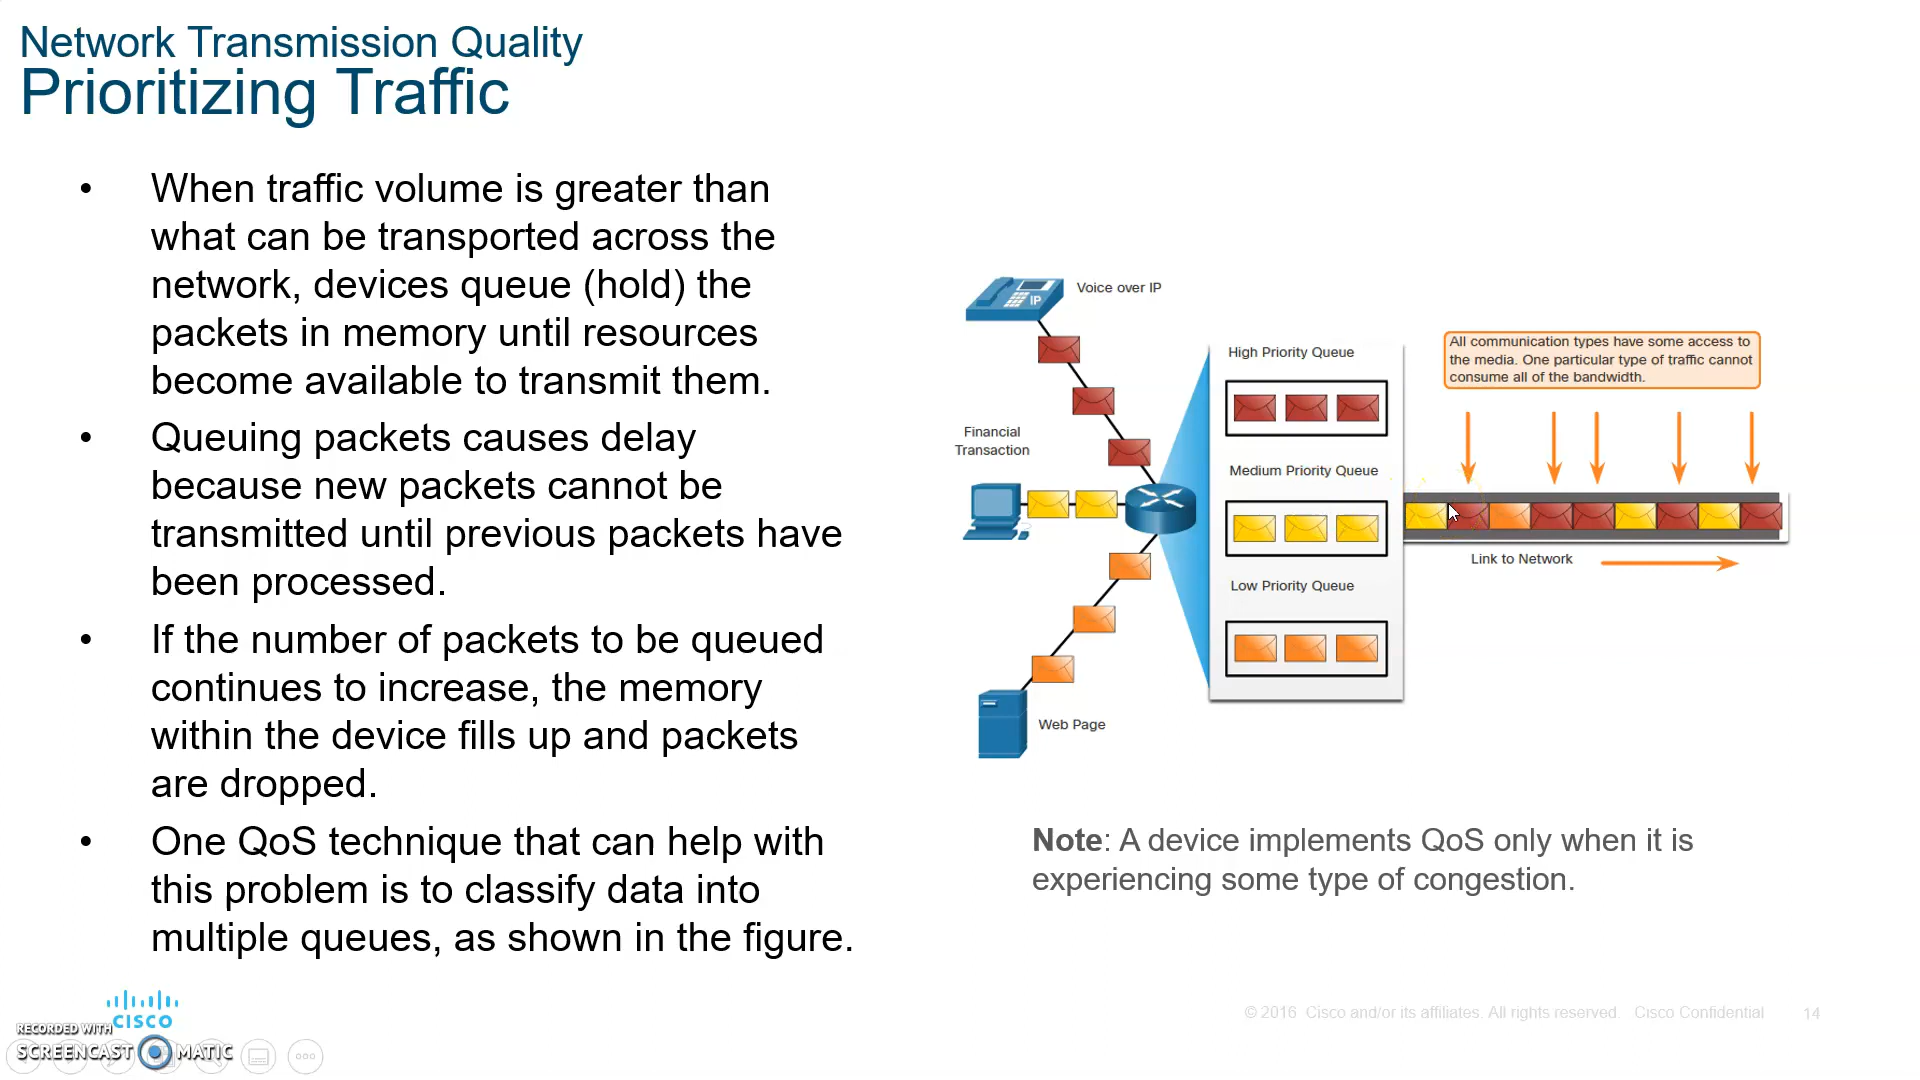 Network Transmission Quality
Prioritizing Traffic
• When traffic volume is greater than
what can be transported across the
network, devices queue (hold) the
packets in memory until resources
become available to transmit them.
• Queuing packets causes delay
because new packets cannot be
transmitted until previous packets have
been processed.
• If the number of packets to be queued
continues to increase, the memory
within the device fills up and packets
are dropped.
• One QoS technique that can help with
this problem is to classify data into
multiple queues, as shown in the figure.
Voice over IP
IP
Financial
Transaction
Web Page
High Priority Queue
Medium Priority Queue
Low Priority Queue
All communication types have some access to
the media. One particular type of traffic cannot
consume all of the bandwidth.
Link to Network
Note: A device implements QoS only when it is
experiencing some type of congestion.
CISCO
© 2016 Cisco and/or its affiliates. All rights reserved. Cisco Confidential 14
RECORDED WITH
SCREENCAST MATIC